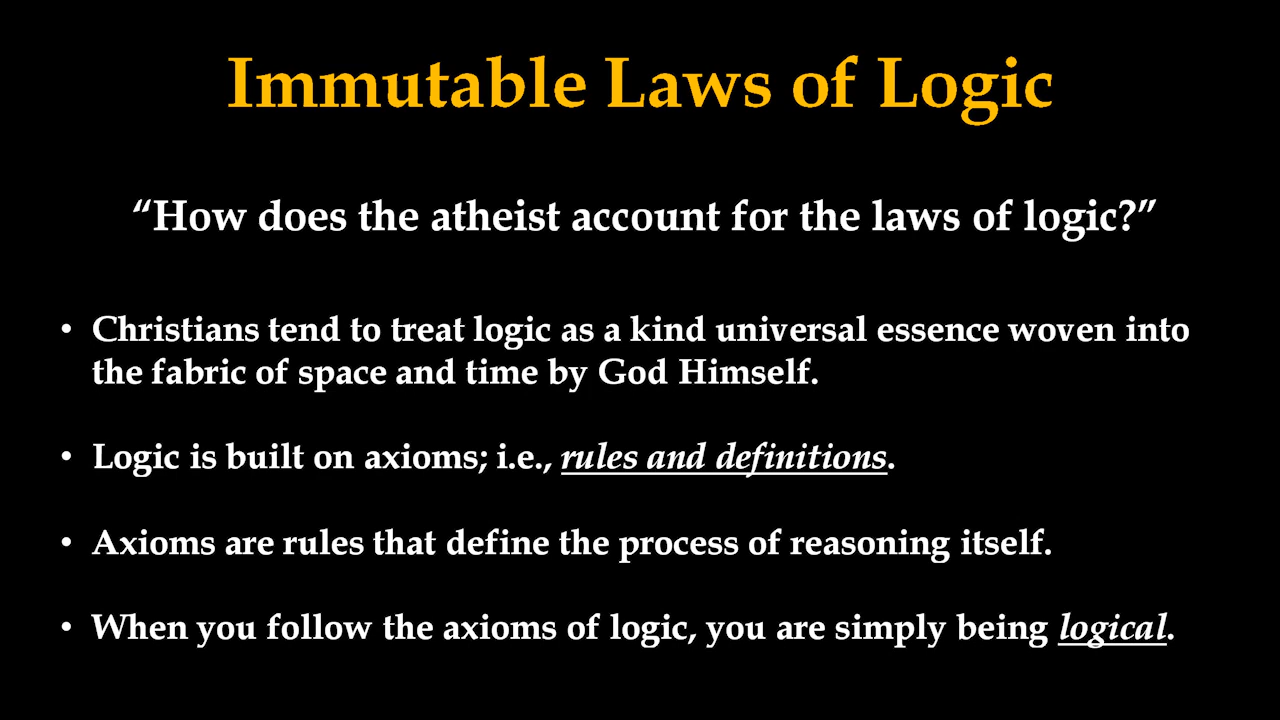 Immutable Laws of Logic
“How does the atheist account for the laws of logic?”
• Christians tend to treat logic as a kind universal essence woven into
the fabric of space and time by God Himself.
• Logic is built on axioms; i.e., rules and definitions.
• Axioms are rules that define the process of reasoning itself.
• When you follow the axioms of logic, you are simply being logical.